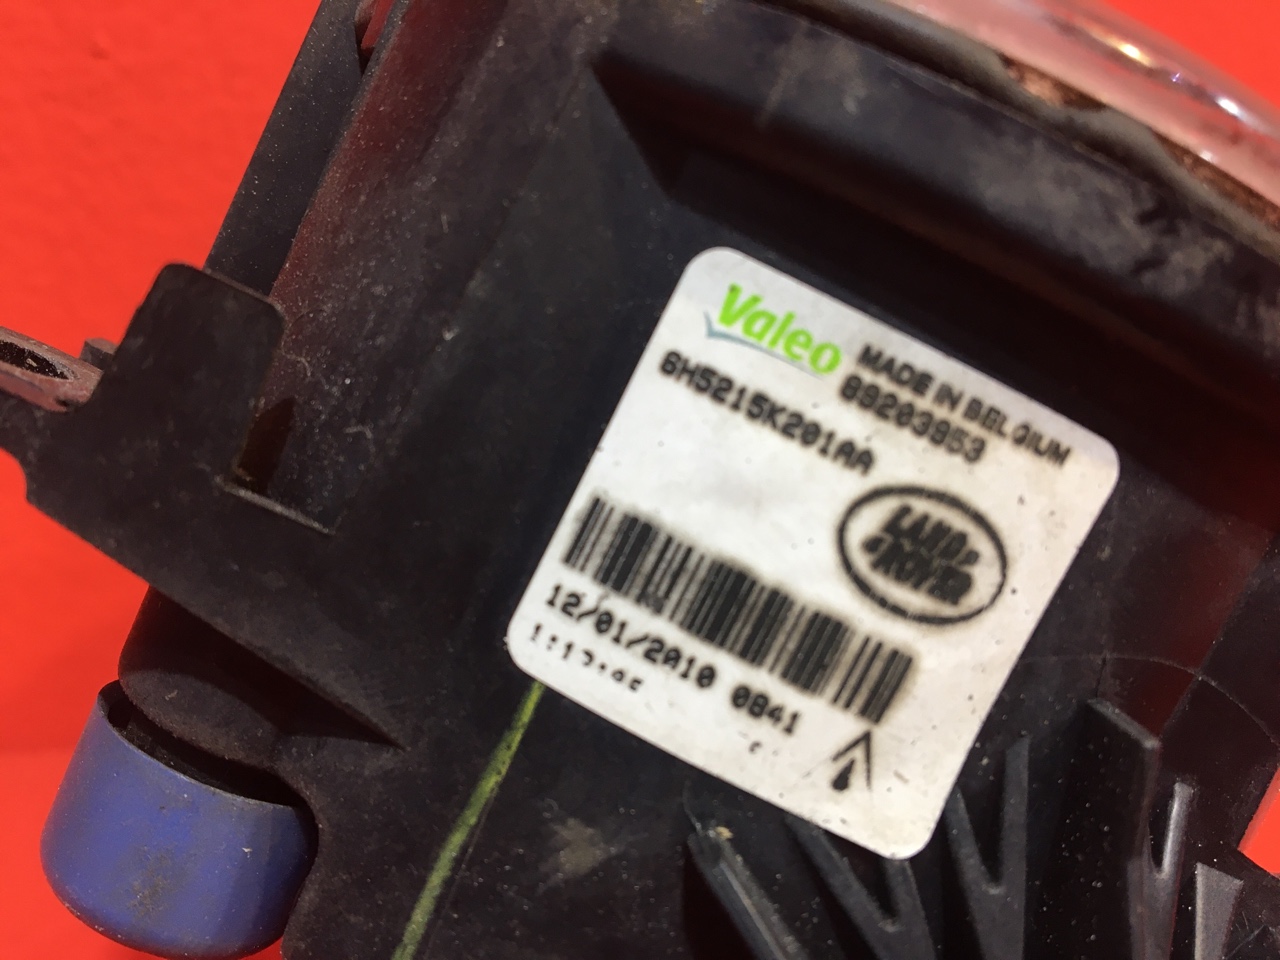 Valeo
MADE IN BELGIUM
89203953
6H5215K201AA
LAND
ROVER
12/01/2010 0841